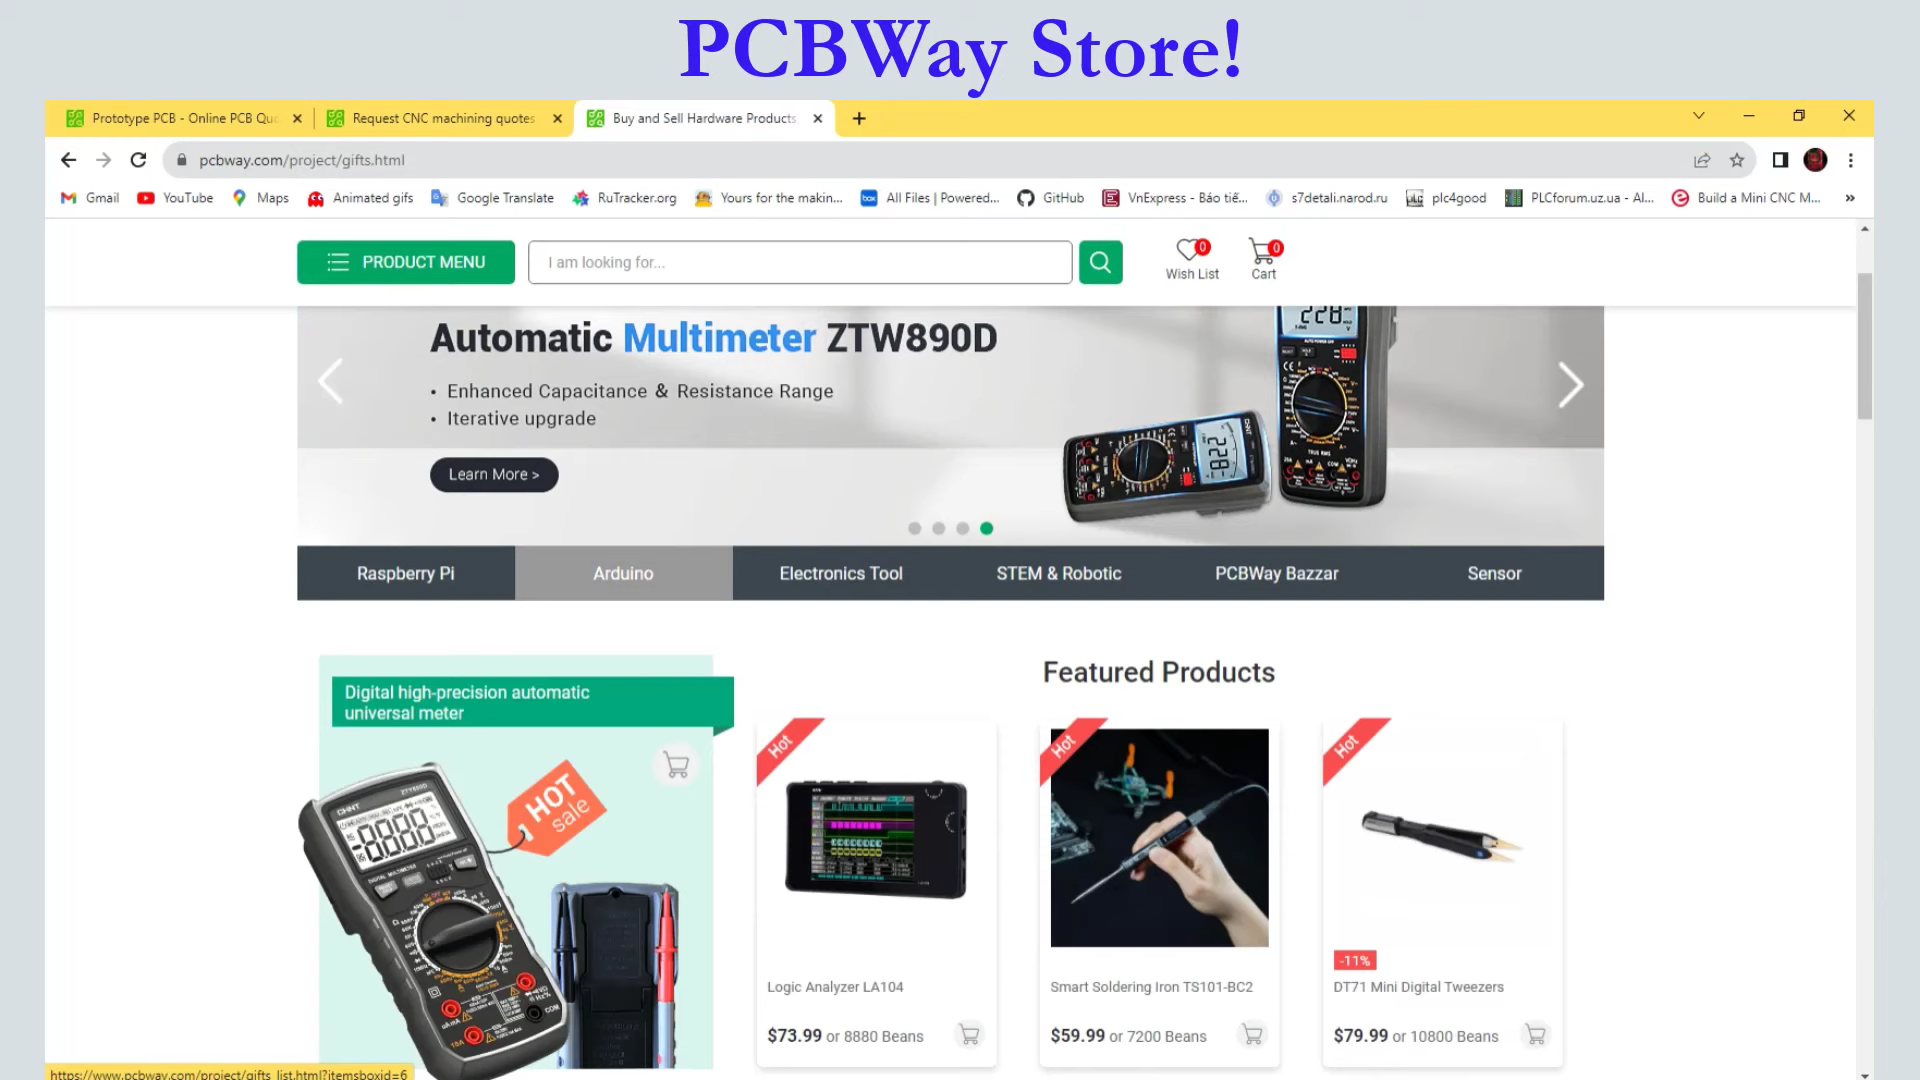 PCBWay Store!
Prototype PCB - Online PCB Quo
Request CNC machining quotes
Buy and Sell Hardware Products
pcbway.com/project/gifts.html
Gmail
YouTube
Maps
Animated gifs
Google Translate
RuTracker.org
Yours for the makin...
All Files | Powered...
GitHub
VnExpress - Báo tiế...
s7detali.narod.ru
plc4good
PLCforum.uz.ua - Al...
Build a Mini CNC M...
»
PRODUCT MENU
I am looking for...
0
Wish List
0
Cart
Automatic Multimeter ZTW890D
• Enhanced Capacitance & Resistance Range
• Iterative upgrade
Learn More >
Raspberry Pi
Arduino
Electronics Tool
STEM & Robotic
PCBWay Bazzar
Sensor
Digital high-precision automatic
universal meter
HOT
sale
Featured Products
Hot
Logic Analyzer LA104
$73.99 or 8880 Beans
Hot
Smart Soldering Iron TS101-BC2
$59.99 or 7200 Beans
Hot
-11%
DT71 Mini Digital Tweezers
$79.99 or 10800 Beans
https://www.pcbway.com/project/gifts_list.html?itemsboxid=6